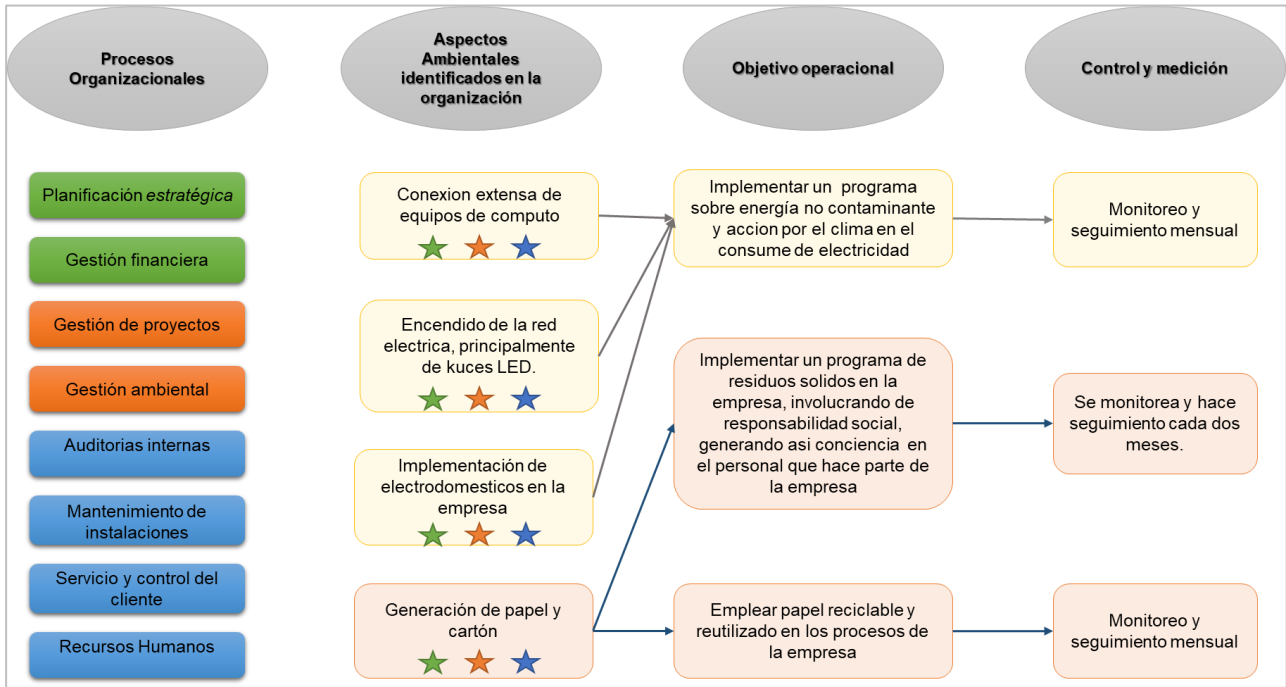 Procesos
Organizacionales
Aspectos
Ambientales
identificados en la
organización
Objetivo operacional
Control y medición
Planificación estratégica
Gestión financiera
Gestión de proyectos
Gestión ambiental
Auditorias internas
Mantenimiento de
instalaciones
Servicio y control del
cliente
Recursos Humanos
Conexion extensa de
equipos de computo
Encendido de la red
electrica, principalmente
de kuces LED.
Implementación de
electrodomesticos en la
empresa
Generación de papel y
cartón
Implementar un programa
sobre energía no contaminante
y accion por el clima en el
consume de electricidad
Implementar un programa de
residuos solidos en la
empresa, involucrando de
responsabilidad social,
generando asi conciencia en
el personal que hace parte de
la empresa
Emplear papel reciclable y
reutilizado en los procesos de
la empresa
Monitoreo y
seguimiento mensual
Se monitorea y hace
seguimiento cada dos
meses.
Monitoreo y
seguimiento mensual